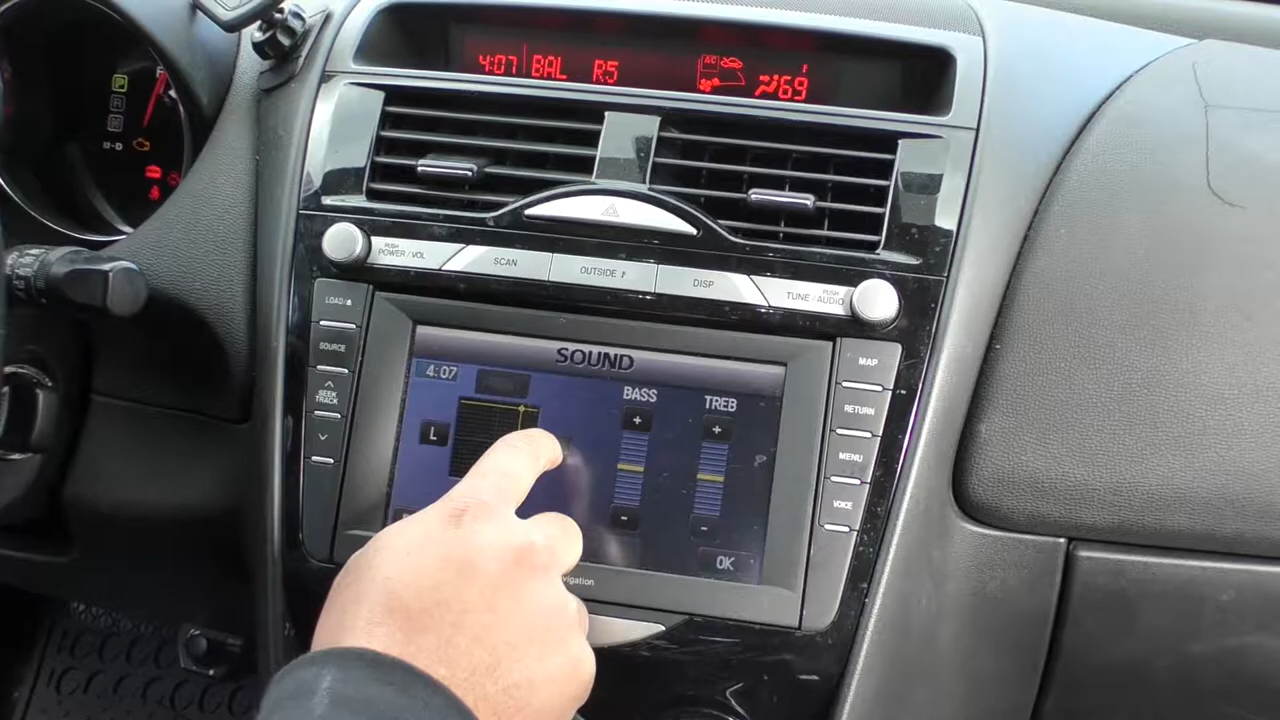 4:07 BAL R5
A/C
69
F
P
R
N
M-D
PUSH
POWER/VOL
SCAN
OUTSIDE
DISP
PUSH
TUNE/AUDIO
LOAD/
SOURCE
SEEK
TRACK
MAP
RETURN
MENU
VOICE
SOUND
4:07
BASS
TREB
L
+
+
-
-
OK